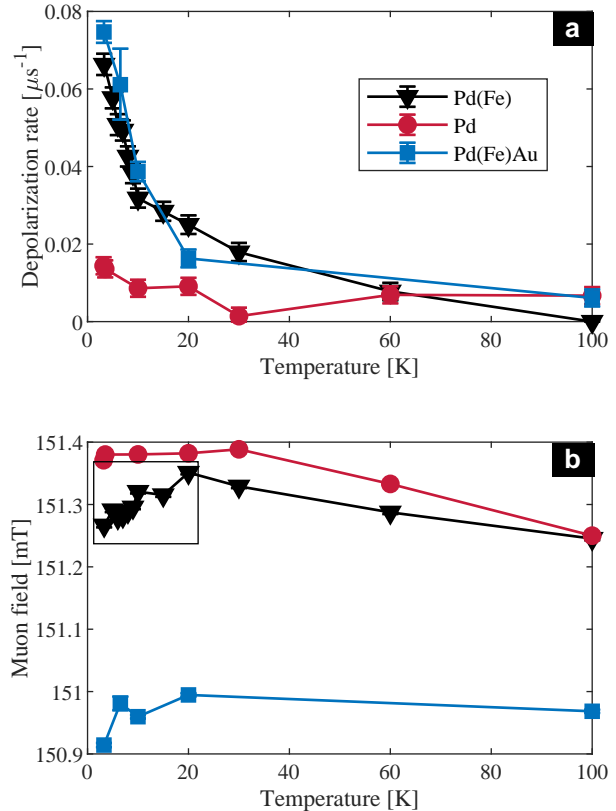 a
0.08
0.06
0.04
0.02
0
Depolarization rate [μs⁻¹]
Pd(Fe)
Pd
Pd(Fe)Au
0 20 40 60 80 100
Temperature [K]
b
151.4
151.3
151.2
151.1
151
150.9
Muon field [mT]
0 20 40 60 80 100
Temperature [K]